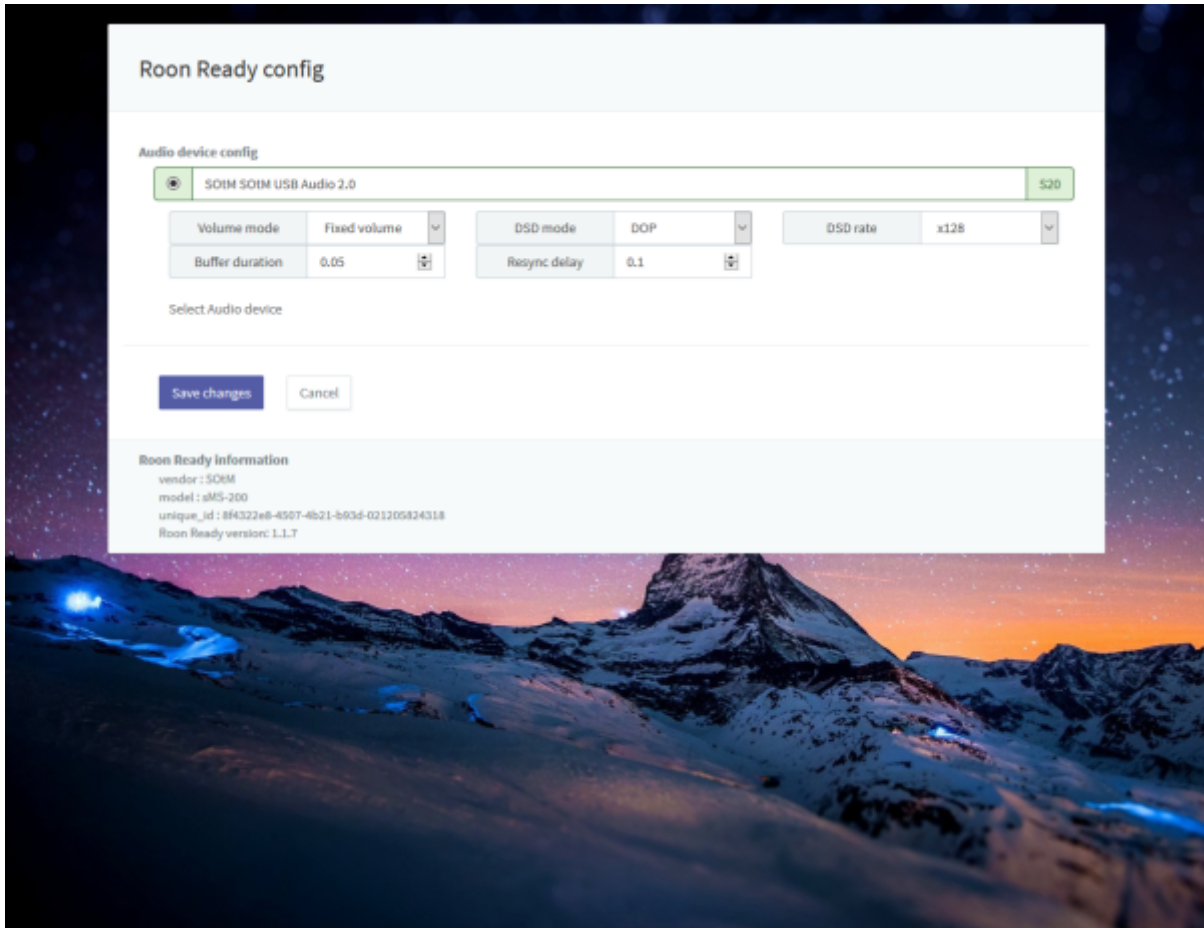 Roon Ready config
Audio device config
SOtM SOtM USB Audio 2.0 S20
Volume mode Fixed volume DSD mode DOP DSD rate x128
Buffer duration 0.05 Resync delay 0.1
Select Audio device
Save changes Cancel
Roon Ready information
vendor : SOtM
model : sMS-200
unique_id : 8f4322e8-4507-4b21-b93d-021205824318
Roon Ready version: 1.1.7